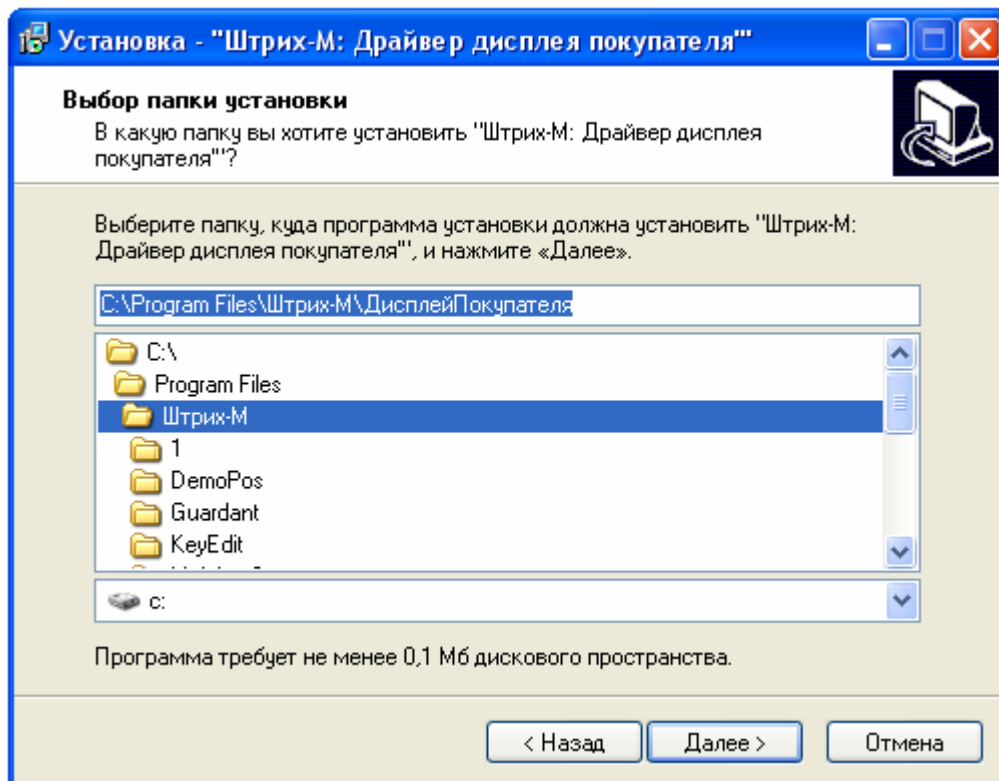 Установка - "Штрих-М: Драйвер дисплея покупателя"'
Выбор папки установки
В какую папку вы хотите установить "Штрих-М: Драйвер дисплея
покупателя"'?
Выберите папку, куда программа установки должна установить "Штрих-М:
Драйвер дисплея покупателя"', и нажмите «Далее».
C:\Program Files\Штрих-М\ДисплейПокупателя
C:\
Program Files
Штрих-М
1
DemoPos
Guardant
KeyEdit
c:
Программа требует не менее 0,1 Мб дискового пространства.
< Назад
Далее >
Отмена